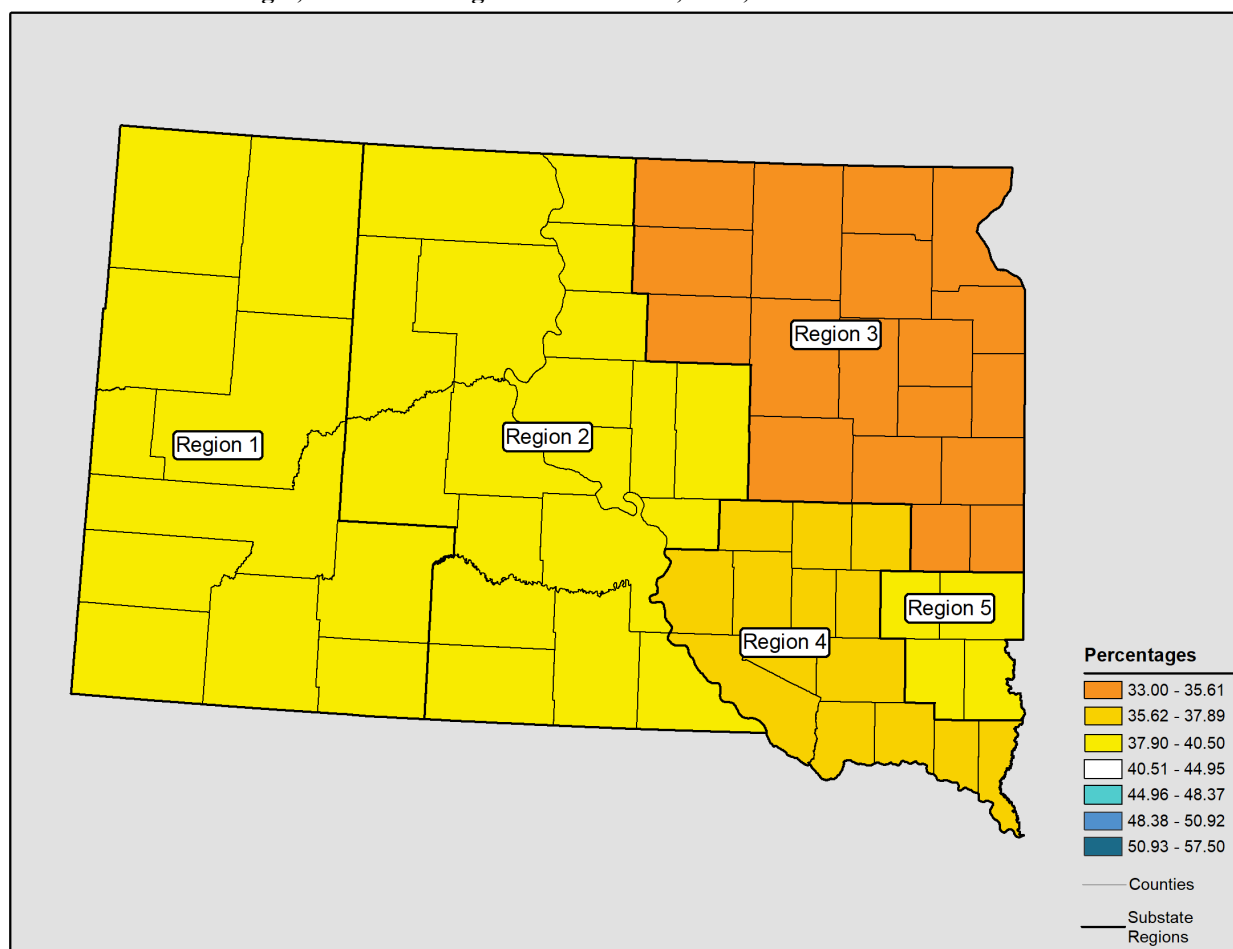 Region 3
Region 1
Region 2
Region 5
Region 4
Percentages
33.00 - 35.61
35.62 - 37.89
37.90 - 40.50
40.51 - 44.95
44.96 - 48.37
48.38 - 50.92
50.93 - 57.50
Counties
Substate
Regions